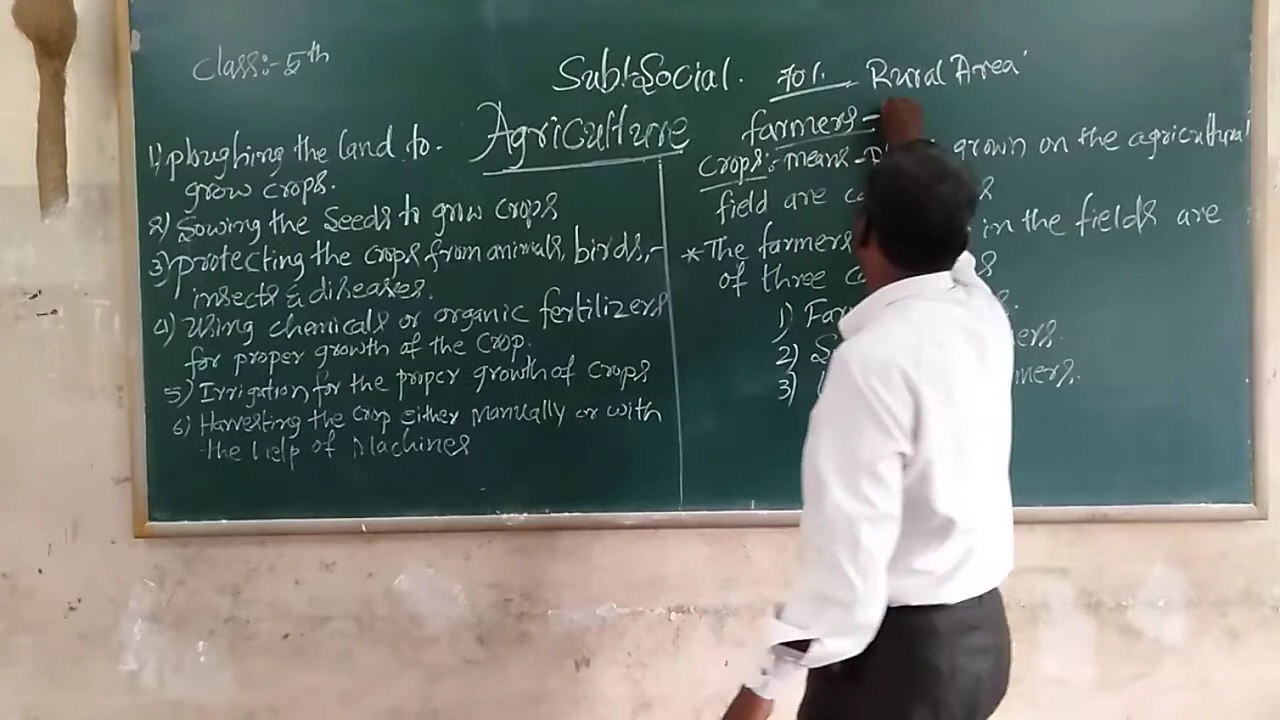 Class:- 5th
Sub:- Social. 70%. Rural Area
Agriculture
1) ploughing the land to.
grow crops.
2) Sowing the seeds to grow crops
3) protecting the crops from animals, birds,-
insects & diseases.
4) Using chemicals or organic fertilizers
for proper growth of the crop.
5) Irrigation for the proper growth of crops
6) Harvesting the crop either manually or with
the help of Machines
farmers -
crops:- means - grown on the agricultural
field are
* The farmers in the fields are
of three
1)
2)
3)